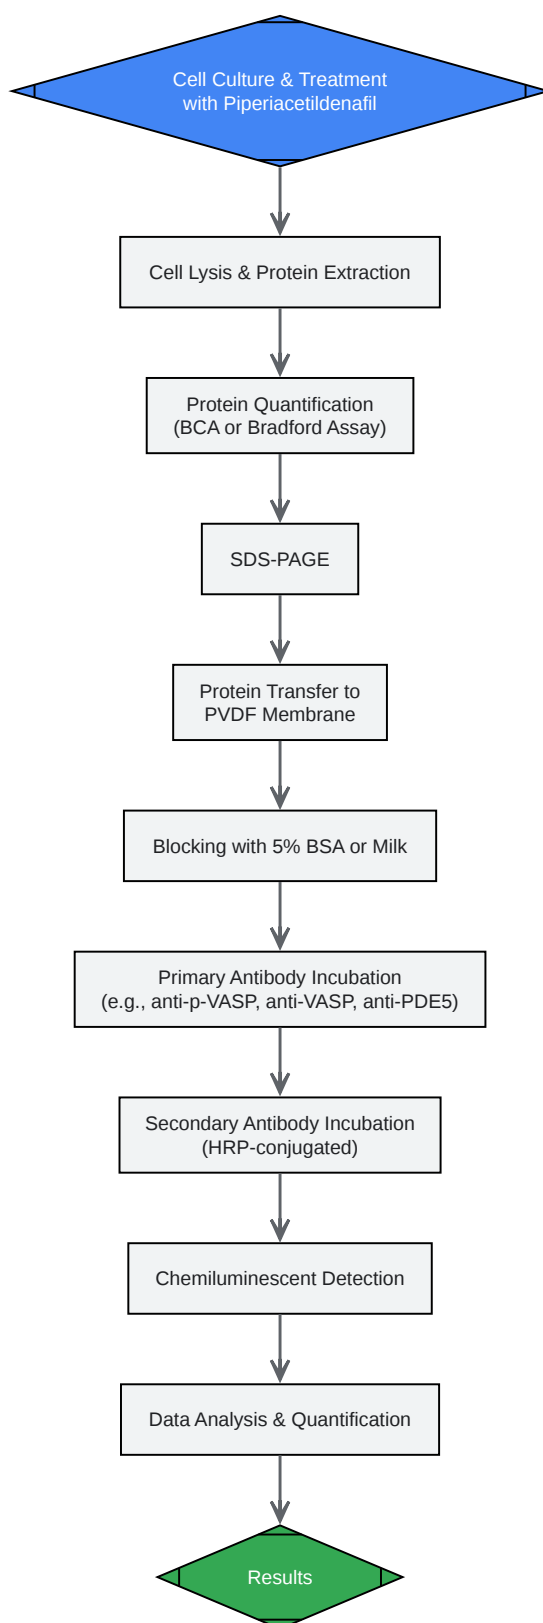 Cell Culture & Treatment
with Piperiacetildenafil
Cell Lysis & Protein Extraction
Protein Quantification
(BCA or Bradford Assay)
SDS-PAGE
Protein Transfer to
PVDF Membrane
Blocking with 5% BSA or Milk
Primary Antibody Incubation
(e.g., anti-p-VASP, anti-VASP, anti-PDE5)
Secondary Antibody Incubation
(HRP-conjugated)
Chemiluminescent Detection
Data Analysis & Quantification
Results